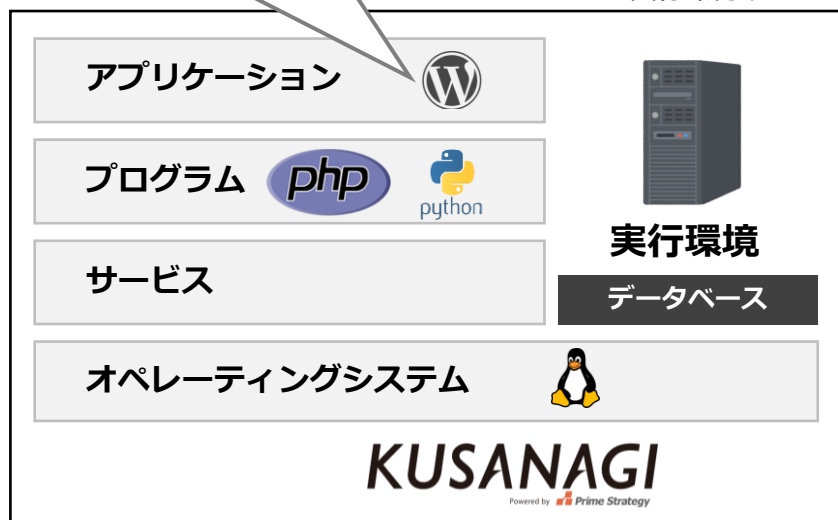 アプリケーション
プログラム php python
サービス
実行環境
データベース
オペレーティングシステム
KUSANAGI
Powered by Prime Strategy